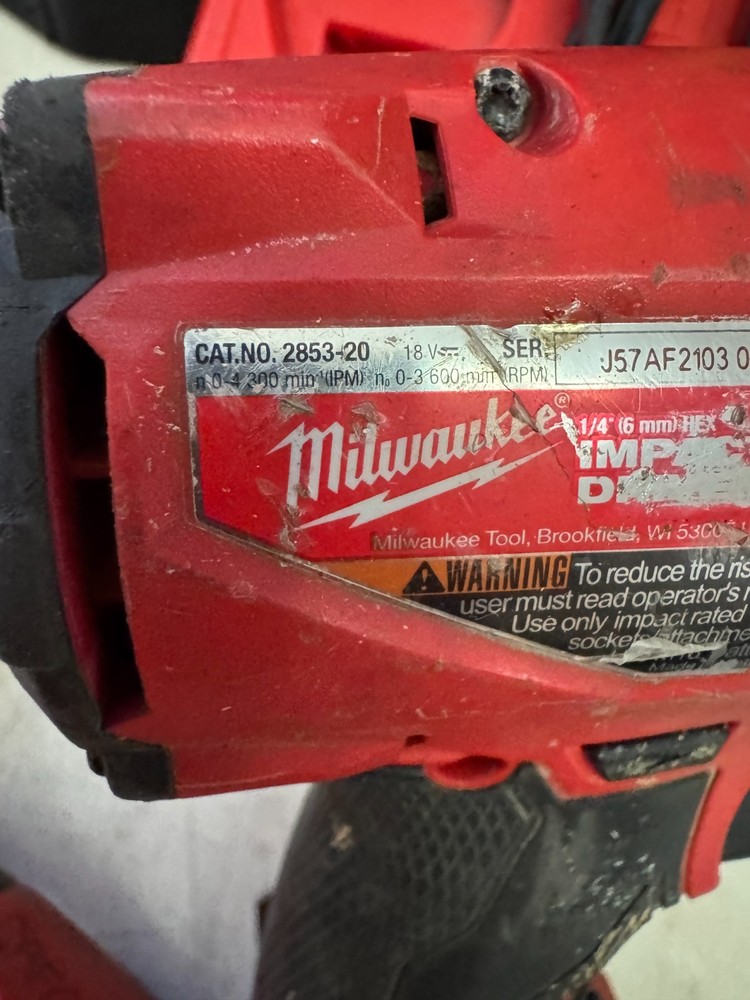 CAT.NO. 2853-20 18 V SER. J57AF2103 0
n 0-4 300 min⁻¹(IPM) n₀ 0-3 600 min⁻¹(RPM)
Milwaukee®
1/4" (6 mm) HEX
Milwaukee Tool, Brookfield, WI
WARNING To reduce the
user must read operator's
Use only impact rated